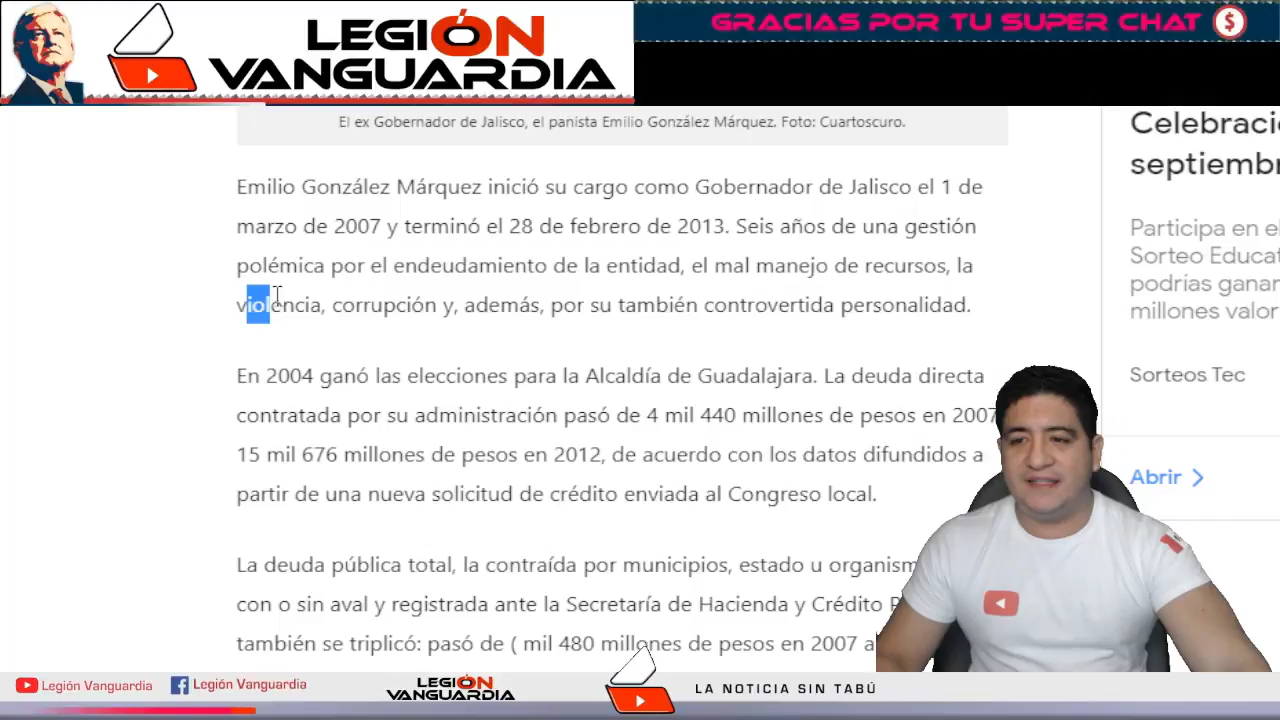 LEGIÓN
VANGUARDIA
GRACIAS POR TU SUPER CHAT $
El ex Gobernador de Jalisco, el panista Emilio González Márquez. Foto: Cuartoscuro.
Emilio González Márquez inició su cargo como Gobernador de Jalisco el 1 de
marzo de 2007 y terminó el 28 de febrero de 2013. Seis años de una gestión
polémica por el endeudamiento de la entidad, el mal manejo de recursos, la
violencia, corrupción y, además, por su también controvertida personalidad.
En 2004 ganó las elecciones para la Alcaldía de Guadalajara. La deuda directa
contratada por su administración pasó de 4 mil 440 millones de pesos en 2007
15 mil 676 millones de pesos en 2012, de acuerdo con los datos difundidos a
partir de una nueva solicitud de crédito enviada al Congreso local.
La deuda pública total, la contraída por municipios, estado u organism
con o sin aval y registrada ante la Secretaría de Hacienda y Crédito
también se triplicó: pasó de ( mil 480 millones de pesos en 2007 a
Celebraci
septiemb
Participa en el
Sorteo Educat
podrías ganar
millones valor
Sorteos Tec
Abrir
Legión Vanguardia
Legión Vanguardia
LEGIÓN
VANGUARDIA
LA NOTICIA SIN TABÚ